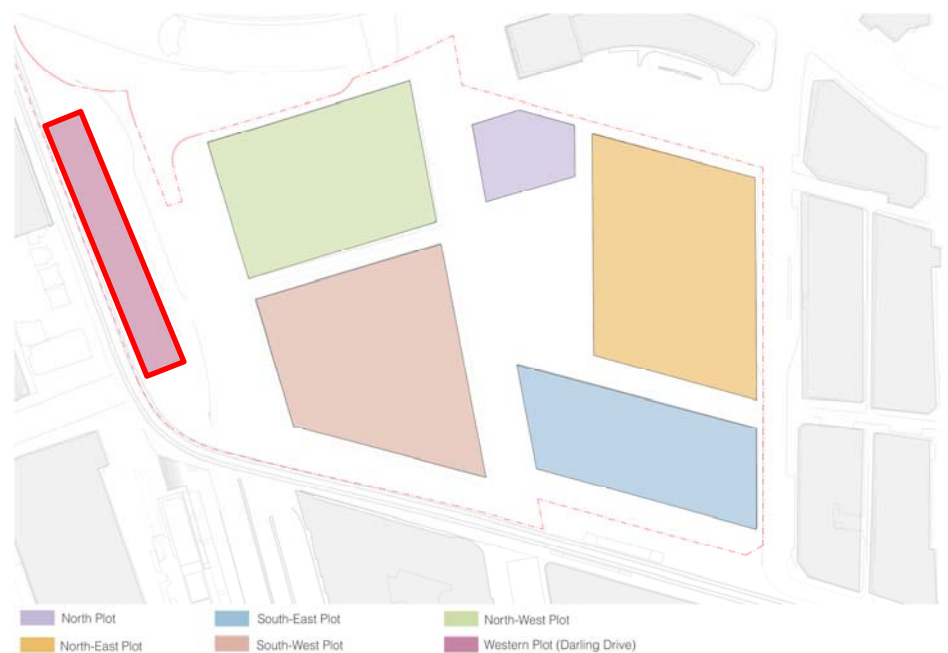 North Plot
South-East Plot
North-West Plot
North-East Plot
South-West Plot
Western Plot (Darling Drive)